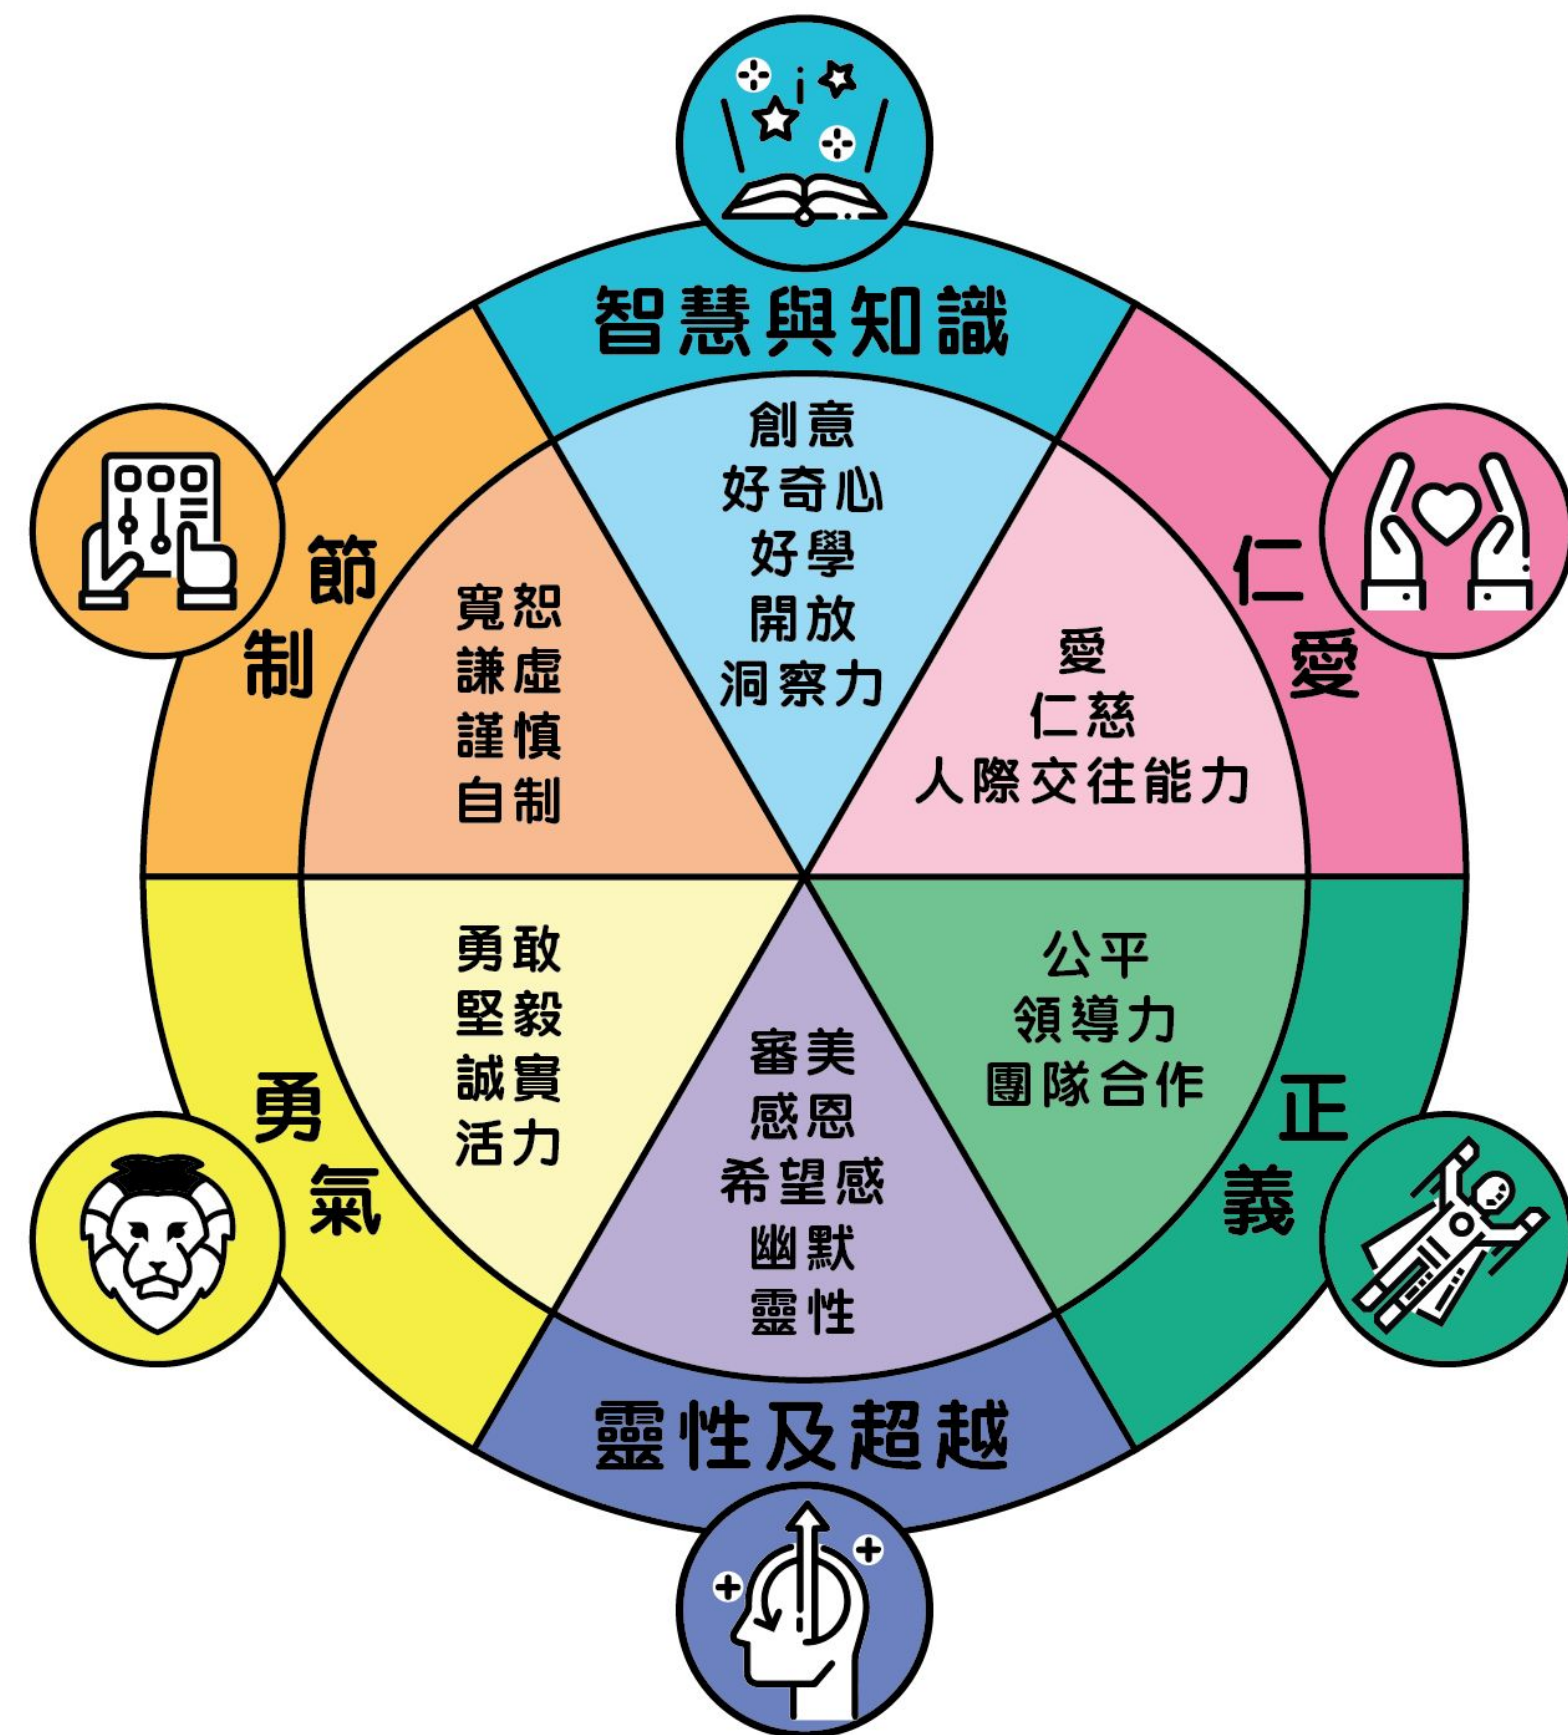 智慧與知識
創意
好奇心
好學
開放
洞察力
仁愛
愛
仁慈
人際交往能力
正義
公平
領導力
團隊合作
靈性及超越
審美
感恩
希望感
幽默
靈性
勇氣
勇敢
堅毅
誠實
活力
節制
寬恕
謙虛
謹慎
自制